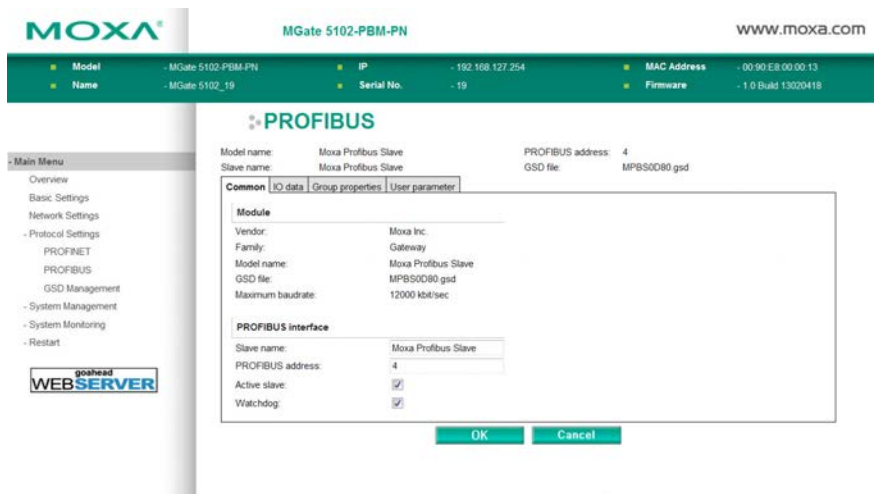 MOXA®
MGate 5102-PBM-PN
www.moxa.com
Model - MGate 5102-PBM-PN IP - 192.168.127.254 MAC Address - 00:90:E8:00:00:13
Name - MGate 5102_19 Serial No. - 19 Firmware - 1.0 Build 13020418
- Main Menu
Overview
Basic Settings
Network Settings
- Protocol Settings
PROFINET
PROFIBUS
GSD Management
- System Management
- System Monitoring
- Restart
goahead
WEBSERVER
PROFIBUS
Model name: Moxa Profibus Slave PROFIBUS address: 4
Slave name: Moxa Profibus Slave GSD file: MPBS0D80.gsd
Common IO data Group properties User parameter
Module
Vendor: Moxa Inc.
Family: Gateway
Model name: Moxa Profibus Slave
GSD file: MPBS0D80.gsd
Maximum baudrate: 12000 kbit/sec
PROFIBUS interface
Slave name: Moxa Profibus Slave
PROFIBUS address: 4
Active slave:
Watchdog:
OK Cancel